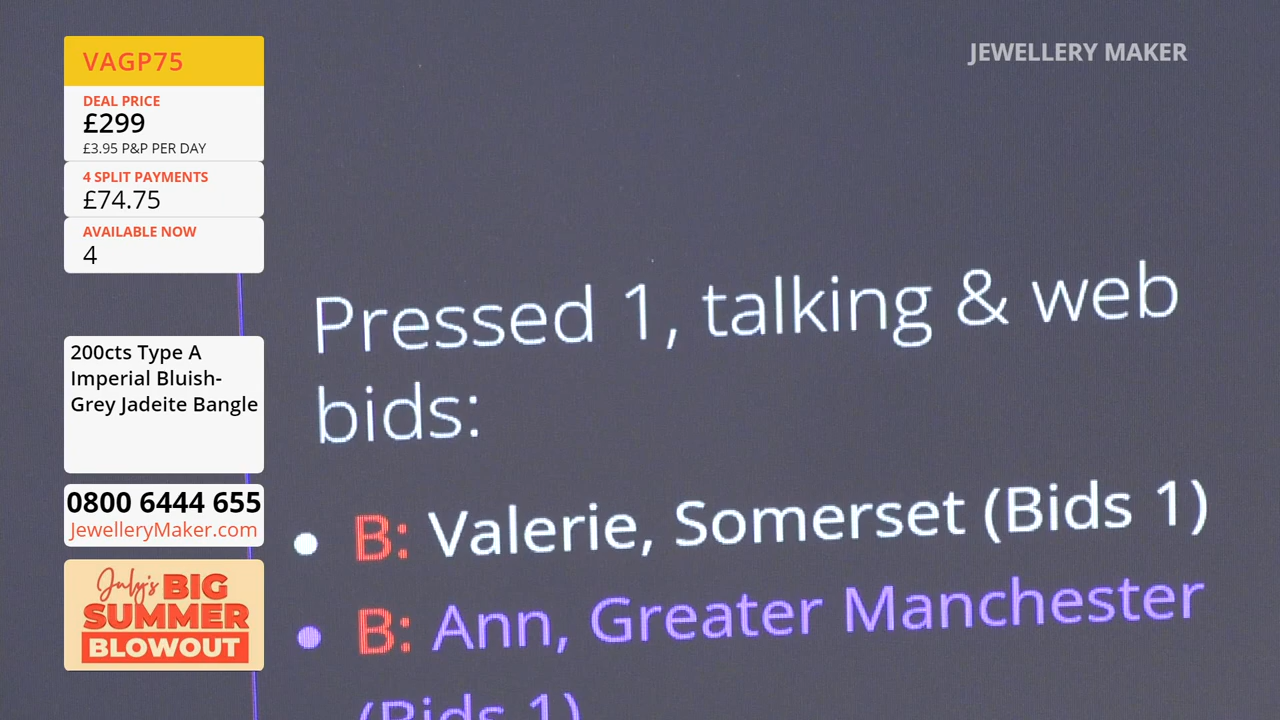 VAGP75
DEAL PRICE
£299
£3.95 P&P PER DAY
4 SPLIT PAYMENTS
£74.75
AVAILABLE NOW
4
200cts Type A
Imperial Bluish-
Grey Jadeite Bangle
0800 6444 655
JewelleryMaker.com
July's BIG
SUMMER
BLOWOUT
JEWELLERY MAKER
Pressed 1, talking & web
bids:
• B: Valerie, Somerset (Bids 1)
• B: Ann, Greater Manchester
(Bids 1)